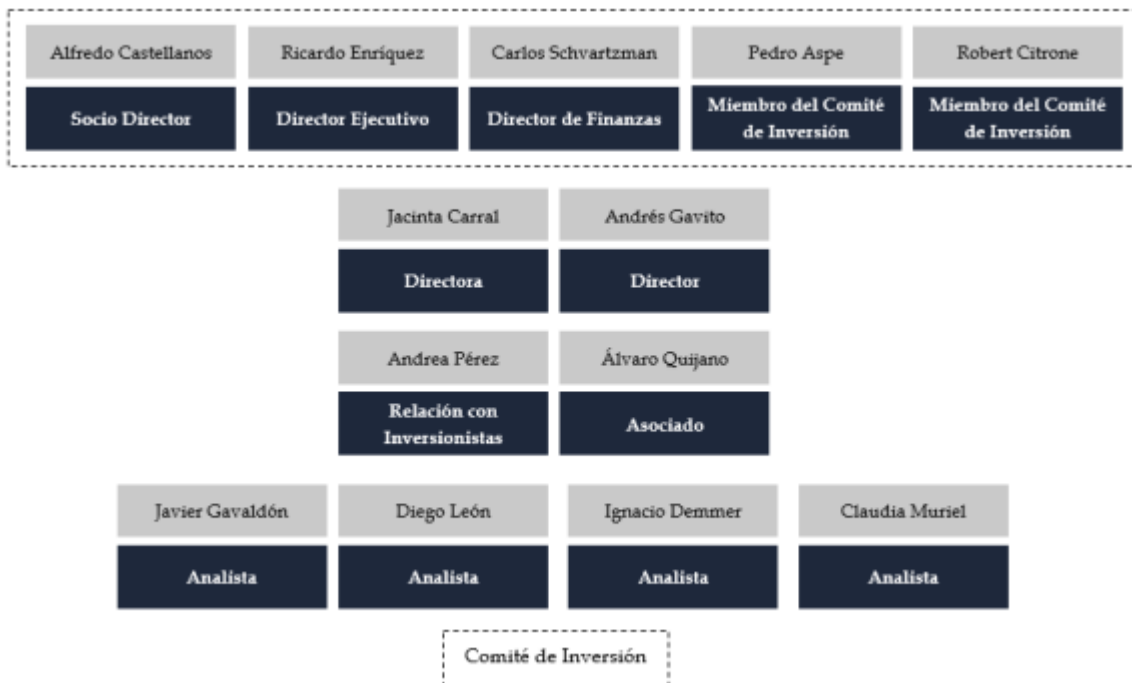 Alfredo Castellanos
Ricardo Enríquez
Carlos Schvartzman
Pedro Aspe
Robert Citrone
Socio Director
Director Ejecutivo
Director de Finanzas
Miembro del Comité
de Inversión
Miembro del Comité
de Inversión
Jacinta Carral
Andrés Gavito
Directora
Director
Andrea Pérez
Álvaro Quijano
Relación con
Inversionistas
Asociado
Javier Gavaldón
Diego León
Ignacio Demmer
Claudia Muriel
Analista
Analista
Analista
Analista
Comité de Inversión